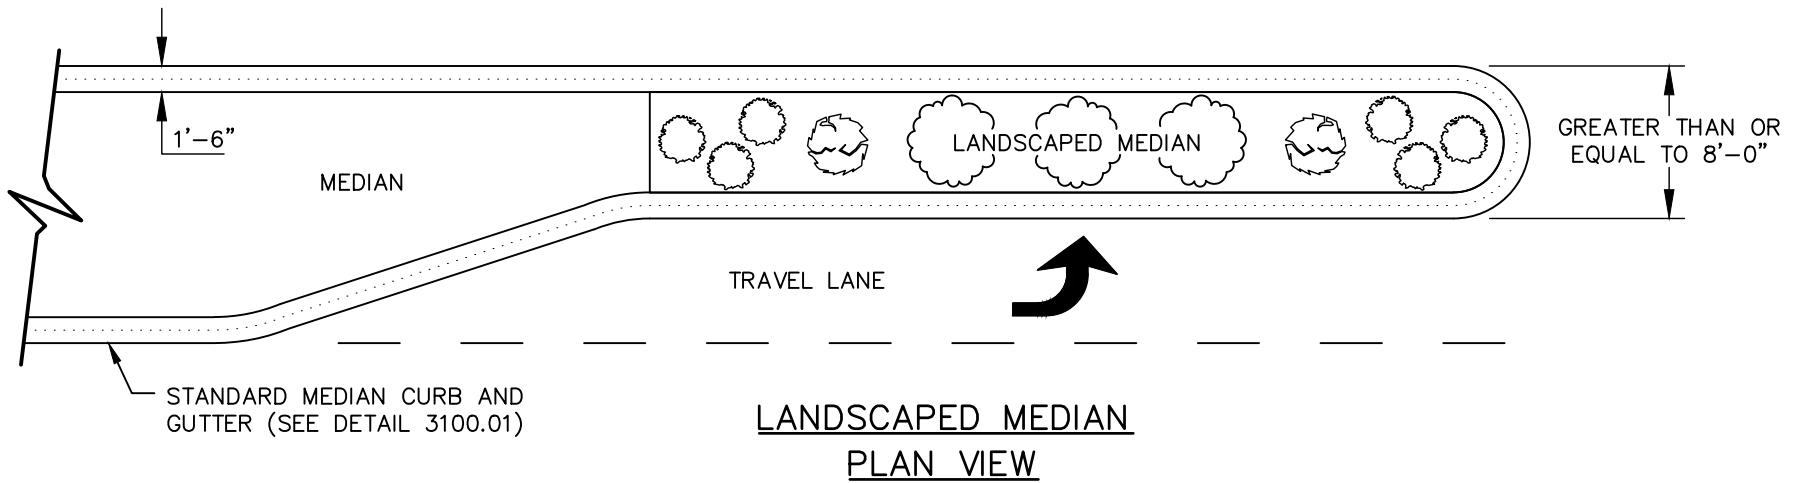 1'-6"
MEDIAN
LANDSCAPED MEDIAN
GREATER THAN OR
EQUAL TO 8'-0"
TRAVEL LANE
STANDARD MEDIAN CURB AND
GUTTER (SEE DETAIL 3100.01)
LANDSCAPED MEDIAN
PLAN VIEW